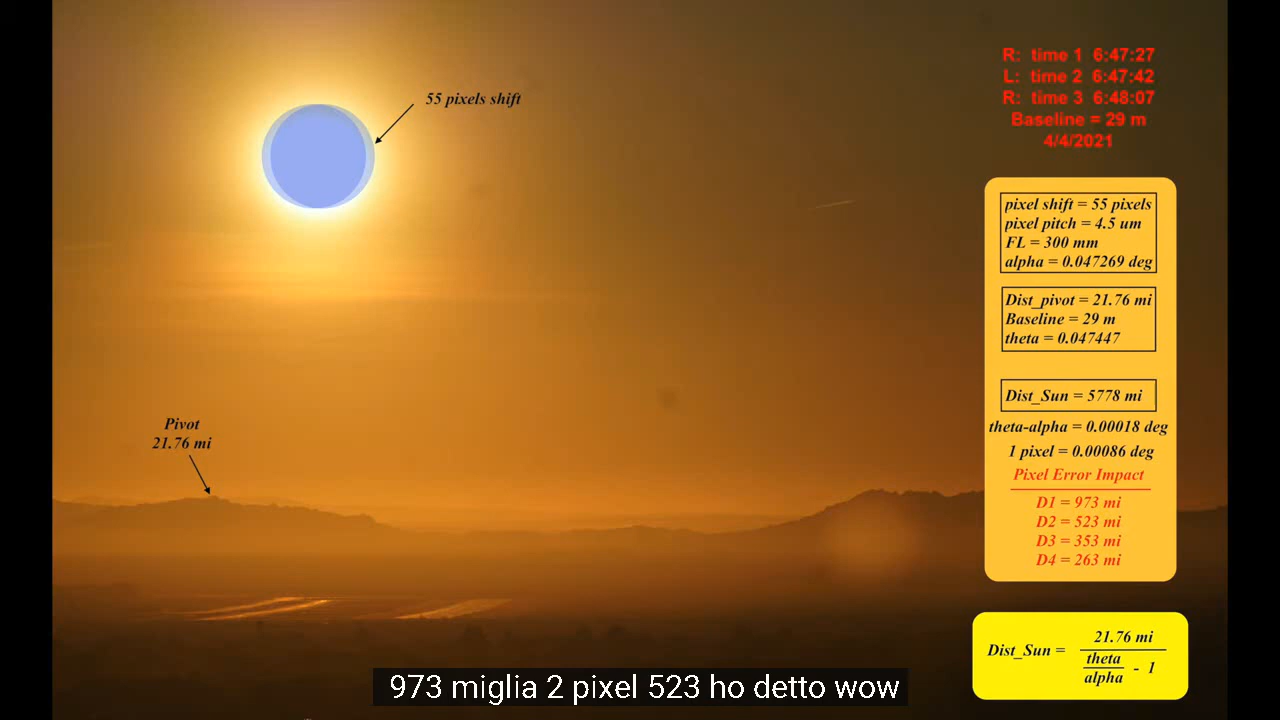 R: time 1 6:47:27
L: time 2 6:47:42
R: time 3 6:48:07
Baseline = 29 m
4/4/2021
55 pixels shift
pixel shift = 55 pixels
pixel pitch = 4.5 um
FL = 300 mm
alpha = 0.047269 deg
Dist_pivot = 21.76 mi
Baseline = 29 m
theta = 0.047447
Dist_Sun = 5778 mi
theta-alpha = 0.00018 deg
1 pixel = 0.00086 deg
Pixel Error Impact
D1 = 973 mi
D2 = 523 mi
D3 = 353 mi
D4 = 263 mi
Pivot
21.76 mi
21.76 mi
Dist_Sun =
theta
alpha
- 1
973 miglia 2 pixel 523 ho detto wow